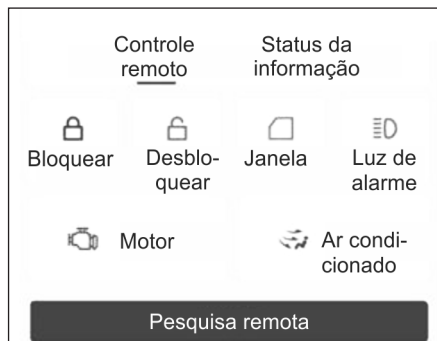 Controle
remoto
Status da
informação
Bloquear
Desblo-
quear
Janela
Luz de
alarme
Motor
Ar condi-
cionado
Pesquisa remota